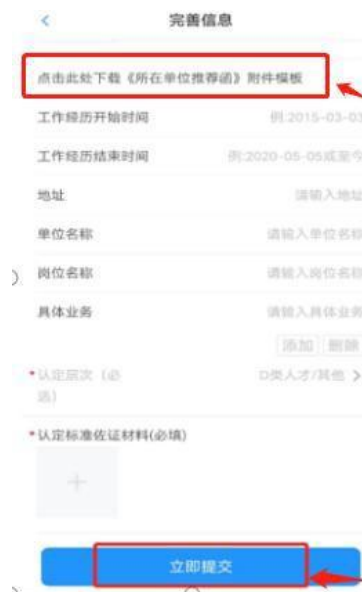 完善信息
点击此处下载《所在单位推荐函》附件模板
工作经历开始时间 例:2015-03-03
工作经历结束时间 例:2020-05-05或至今
地址 请输入地址
单位名称 请输入单位名称
岗位名称 请输入岗位名称
具体业务 请输入具体业务
添加 删除
*认定层次（必 D类人才/其他 >
选）
*认定标准佐证材料(必填)
+
立即提交